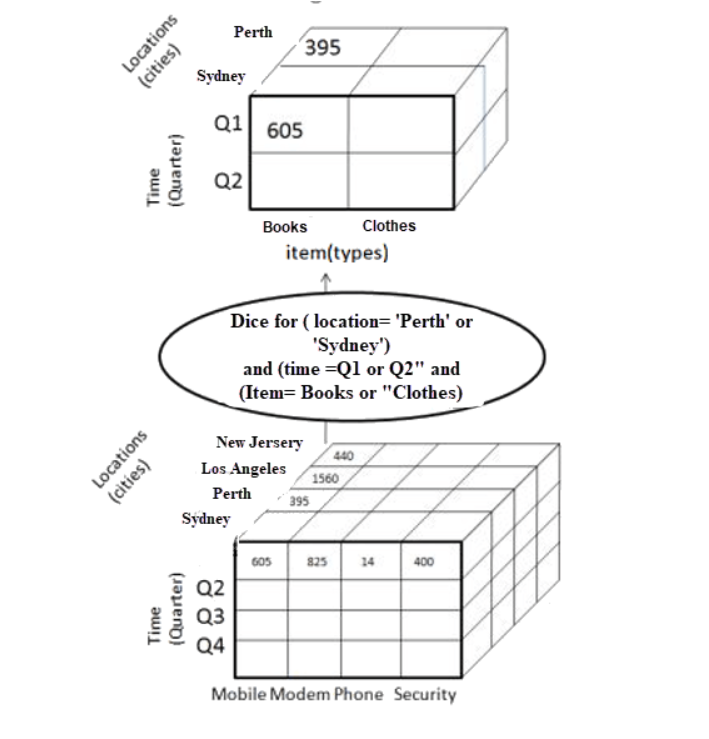 Locations
(cities)
Perth
395
Sydney
Q1
605
Time
(Quarter)
Q2
Books Clothes
item(types)
Dice for ( location= 'Perth' or
'Sydney')
and (time =Q1 or Q2" and
(Item= Books or "Clothes)
Locations
(cities)
New Jersery
440
Los Angeles
1560
Perth
395
Sydney
605 825 14 400
Time
(Quarter)
Q2
Q3
Q4
Mobile Modem Phone Security